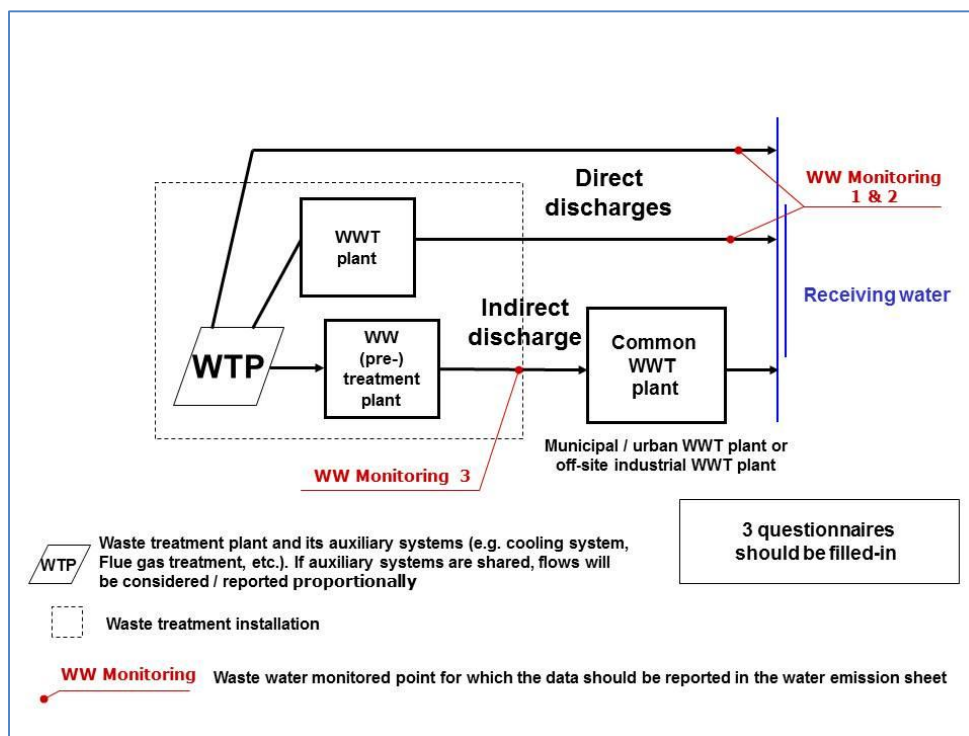 Direct
discharges
WW Monitoring
1 & 2
WWT
plant
Receiving water
Indirect
discharge
WTP
WW
(pre-)
treatment
plant
Common
WWT
plant
Municipal / urban WWT plant or
off-site industrial WWT plant
WW Monitoring 3
3 questionnaires
should be filled-in
WTP
Waste treatment plant and its auxiliary systems (e.g. cooling system,
Flue gas treatment, etc.). If auxiliary systems are shared, flows will
be considered / reported proportionally
Waste treatment installation
WW Monitoring
Waste water monitored point for which the data should be reported in the water emission sheet